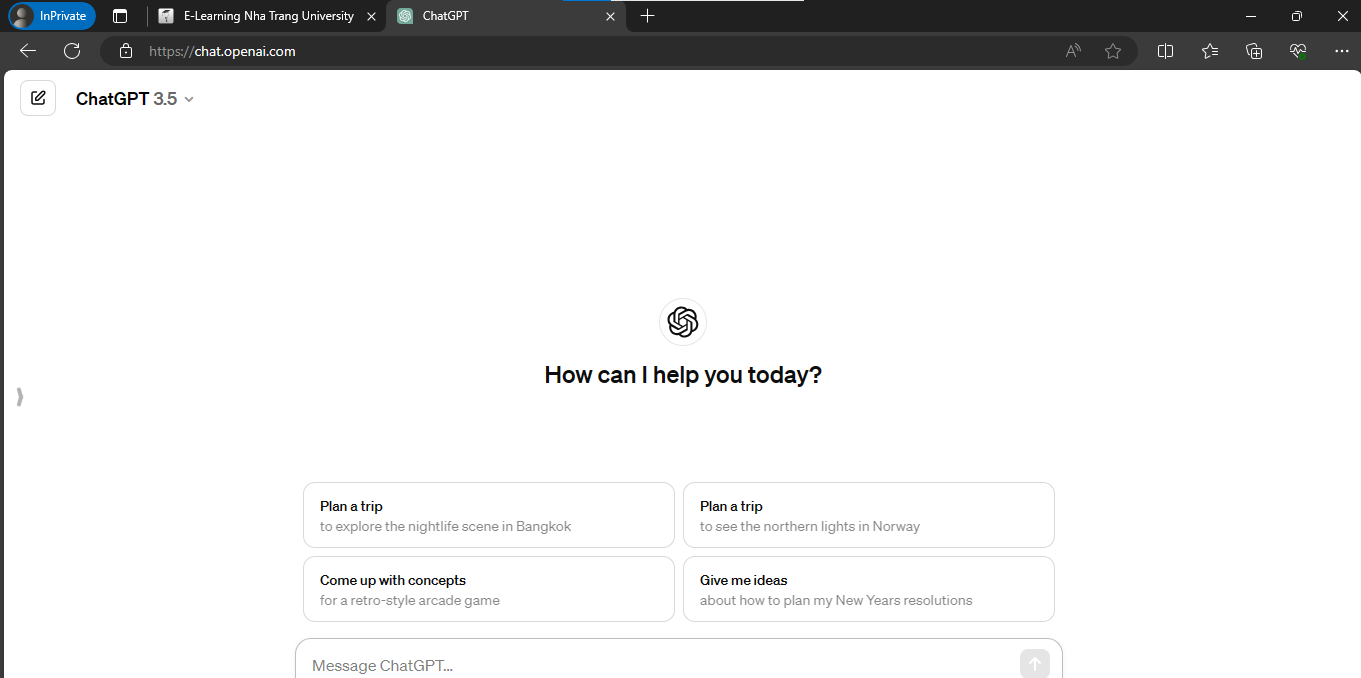 InPrivate
E-Learning Nha Trang University
ChatGPT
https://chat.openai.com
ChatGPT 3.5
How can I help you today?
Plan a trip
to explore the nightlife scene in Bangkok
Plan a trip
to see the northern lights in Norway
Come up with concepts
for a retro-style arcade game
Give me ideas
about how to plan my New Years resolutions
Message ChatGPT...